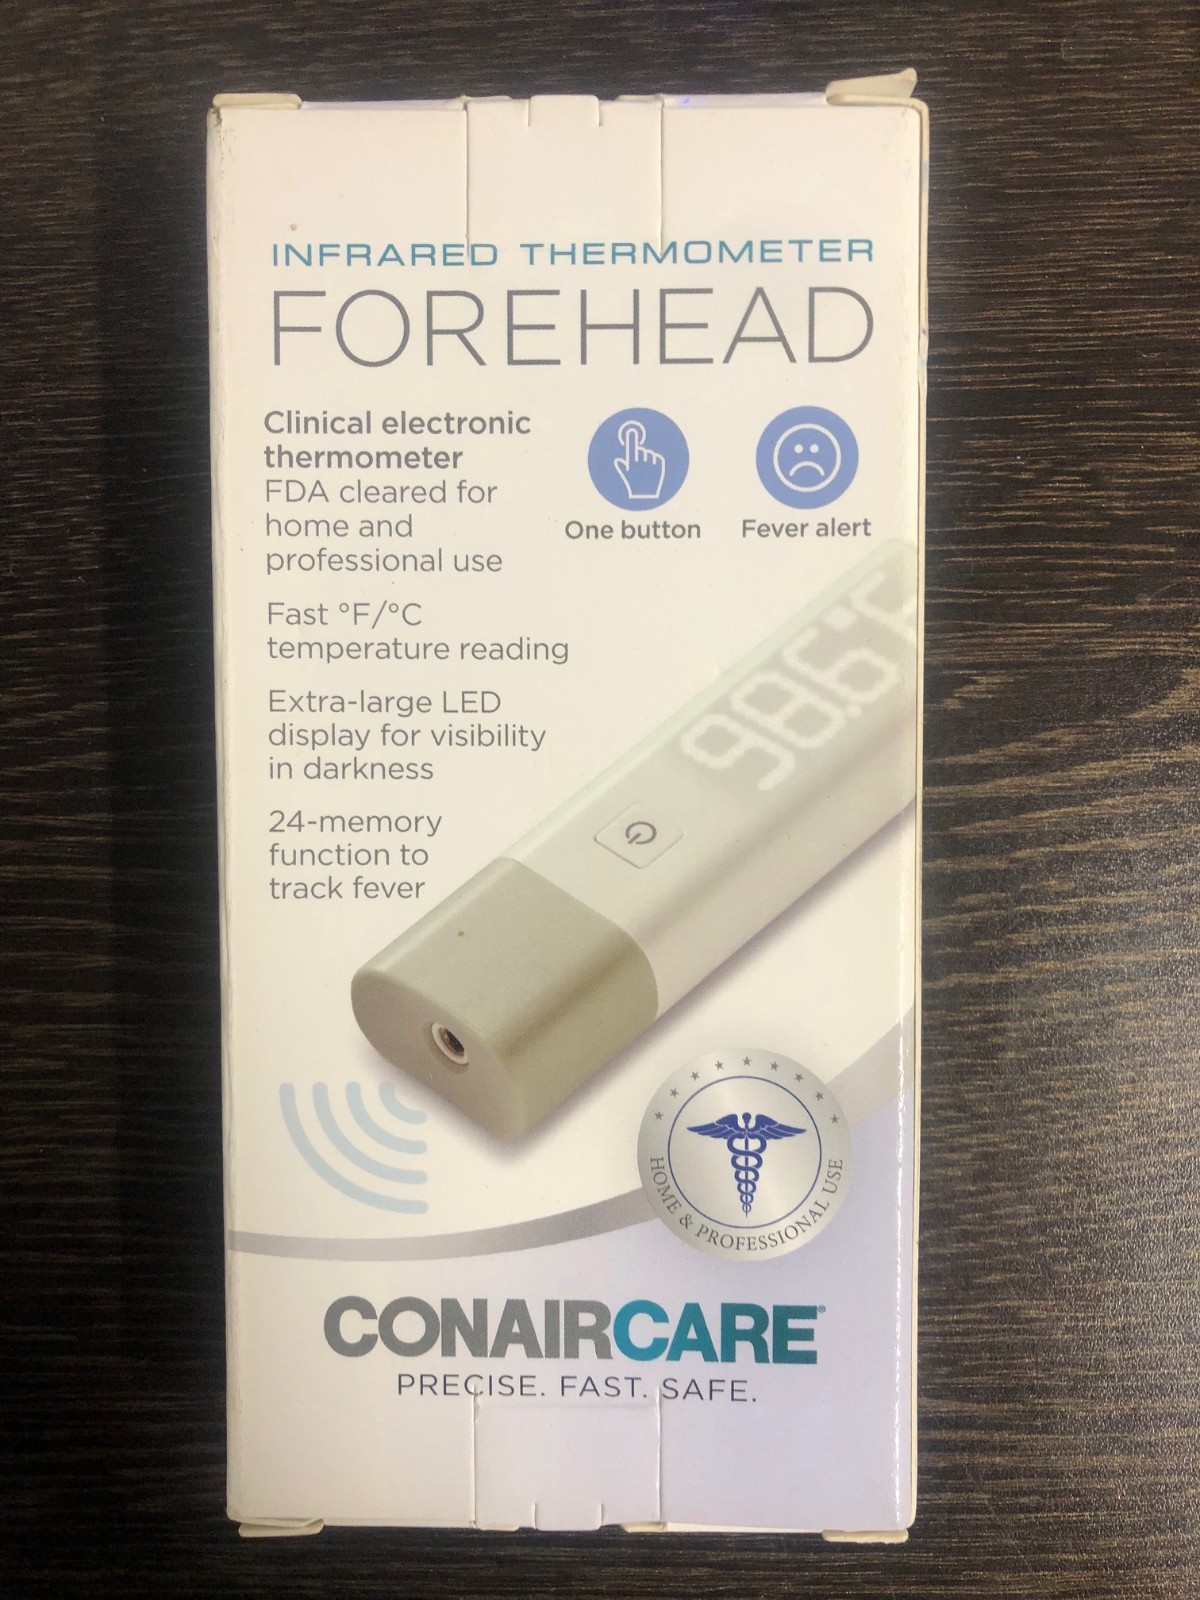 INFRARED THERMOMETER
FOREHEAD
Clinical electronic
thermometer
FDA cleared for
home and
professional use
One button
Fever alert
Fast °F/°C
temperature reading
Extra-large LED
display for visibility
in darkness
24-memory
function to
track fever
98.6°F
HOME & PROFESSIONAL USE
CONAIRCARE®
PRECISE. FAST. SAFE.